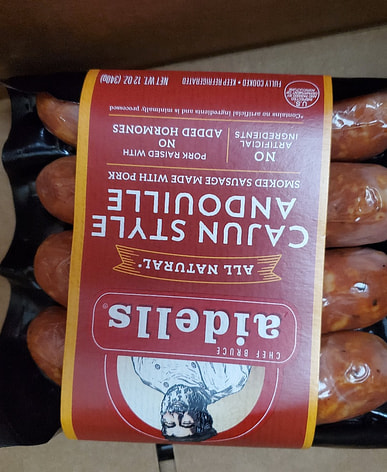 CHEF BRUCE
aidells®
ALL NATURAL*
CAJUN STYLE
ANDOUILLE
SMOKED SAUSAGE MADE WITH PORK
NO
ARTIFICIAL
INGREDIENTS
PORK RAISED WITH
NO
ADDED HORMONES
*Contains no artificial ingredients and is minimally processed
FULLY COOKED • KEEP REFRIGERATED
NET WT. 12 OZ (340g)
U.S.